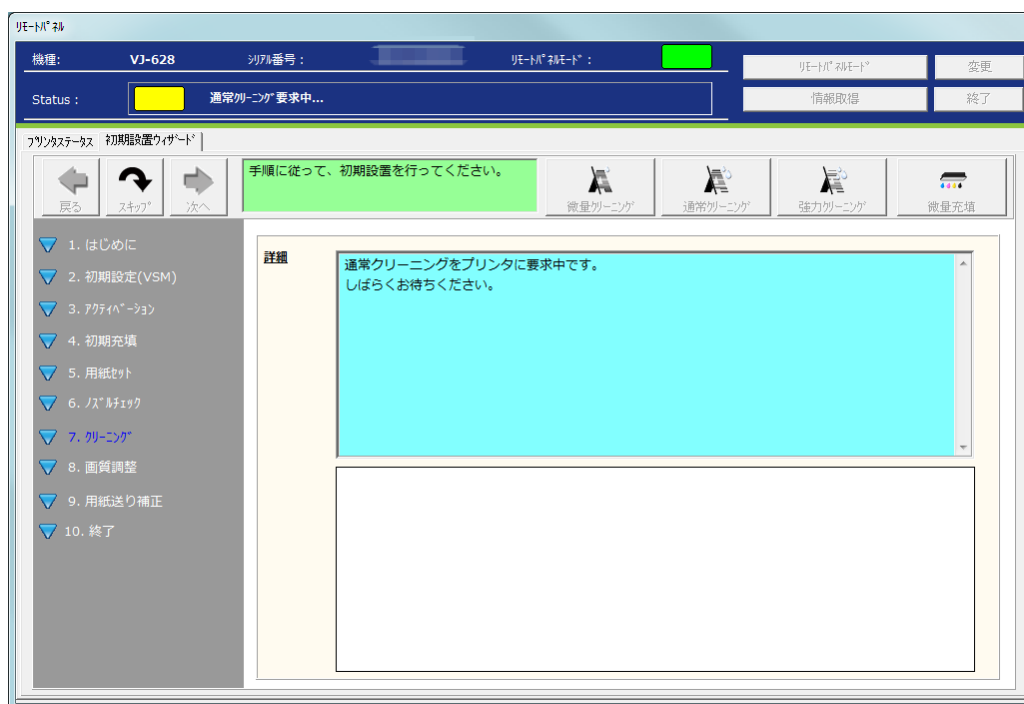 ﾘﾓｰﾄﾊﾟﾈﾙ
機種: VJ-628 ｼﾘｱﾙ番号 : ﾘﾓｰﾄﾊﾟﾈﾙﾓｰﾄﾞ :
ﾘﾓｰﾄﾊﾟﾈﾙﾓｰﾄﾞ 変更
Status : 通常ｸﾘｰﾆﾝｸﾞ要求中...
情報取得 終了
ﾌﾟﾘﾝﾀｽﾃｰﾀｽ 初期設置ｳｨｻﾞｰﾄﾞ
戻る ｽｷｯﾌﾟ 次へ
手順に従って、初期設置を行ってください。
微量ｸﾘｰﾆﾝｸﾞ 通常ｸﾘｰﾆﾝｸﾞ 強力ｸﾘｰﾆﾝｸﾞ 微量充填
1. はじめに
2. 初期設定(VSM)
3. ｱｸﾃｨﾍﾞｰｼｮﾝ
4. 初期充填
5. 用紙ｾｯﾄ
6. ﾉｽﾞﾙﾁｪｯｸ
7. ｸﾘｰﾆﾝｸﾞ
8. 画質調整
9. 用紙送り補正
10. 終了
詳細
通常クリーニングをプリンタに要求中です。
しばらくお待ちください。